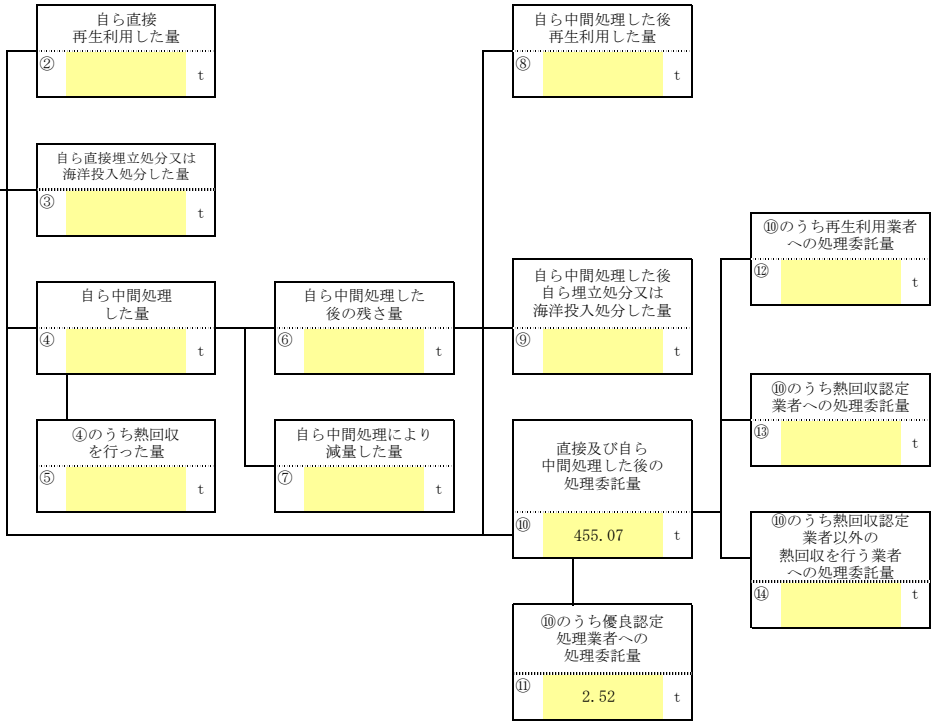 自ら直接
再生利用した量
②
t
自ら直接埋立処分又は
海洋投入処分した量
③
t
自ら中間処理
した量
④
t
④のうち熱回収
を行った量
⑤
t
自ら中間処理した
後の残さ量
⑥
t
自ら中間処理により
減量した量
⑦
t
自ら中間処理した後
再生利用した量
⑧
t
自ら中間処理した後
自ら埋立処分又は
海洋投入処分した量
⑨
t
直接及び自ら
中間処理した後の
処理委託量
⑩
455.07 t
⑩のうち優良認定
処理業者への
処理委託量
⑪
2.52 t
⑩のうち再生利用業者
への処理委託量
⑫
t
⑩のうち熱回収認定
業者への処理委託量
⑬
t
⑩のうち熱回収認定
業者以外の
熱回収を行う業者
への処理委託量
⑭
t